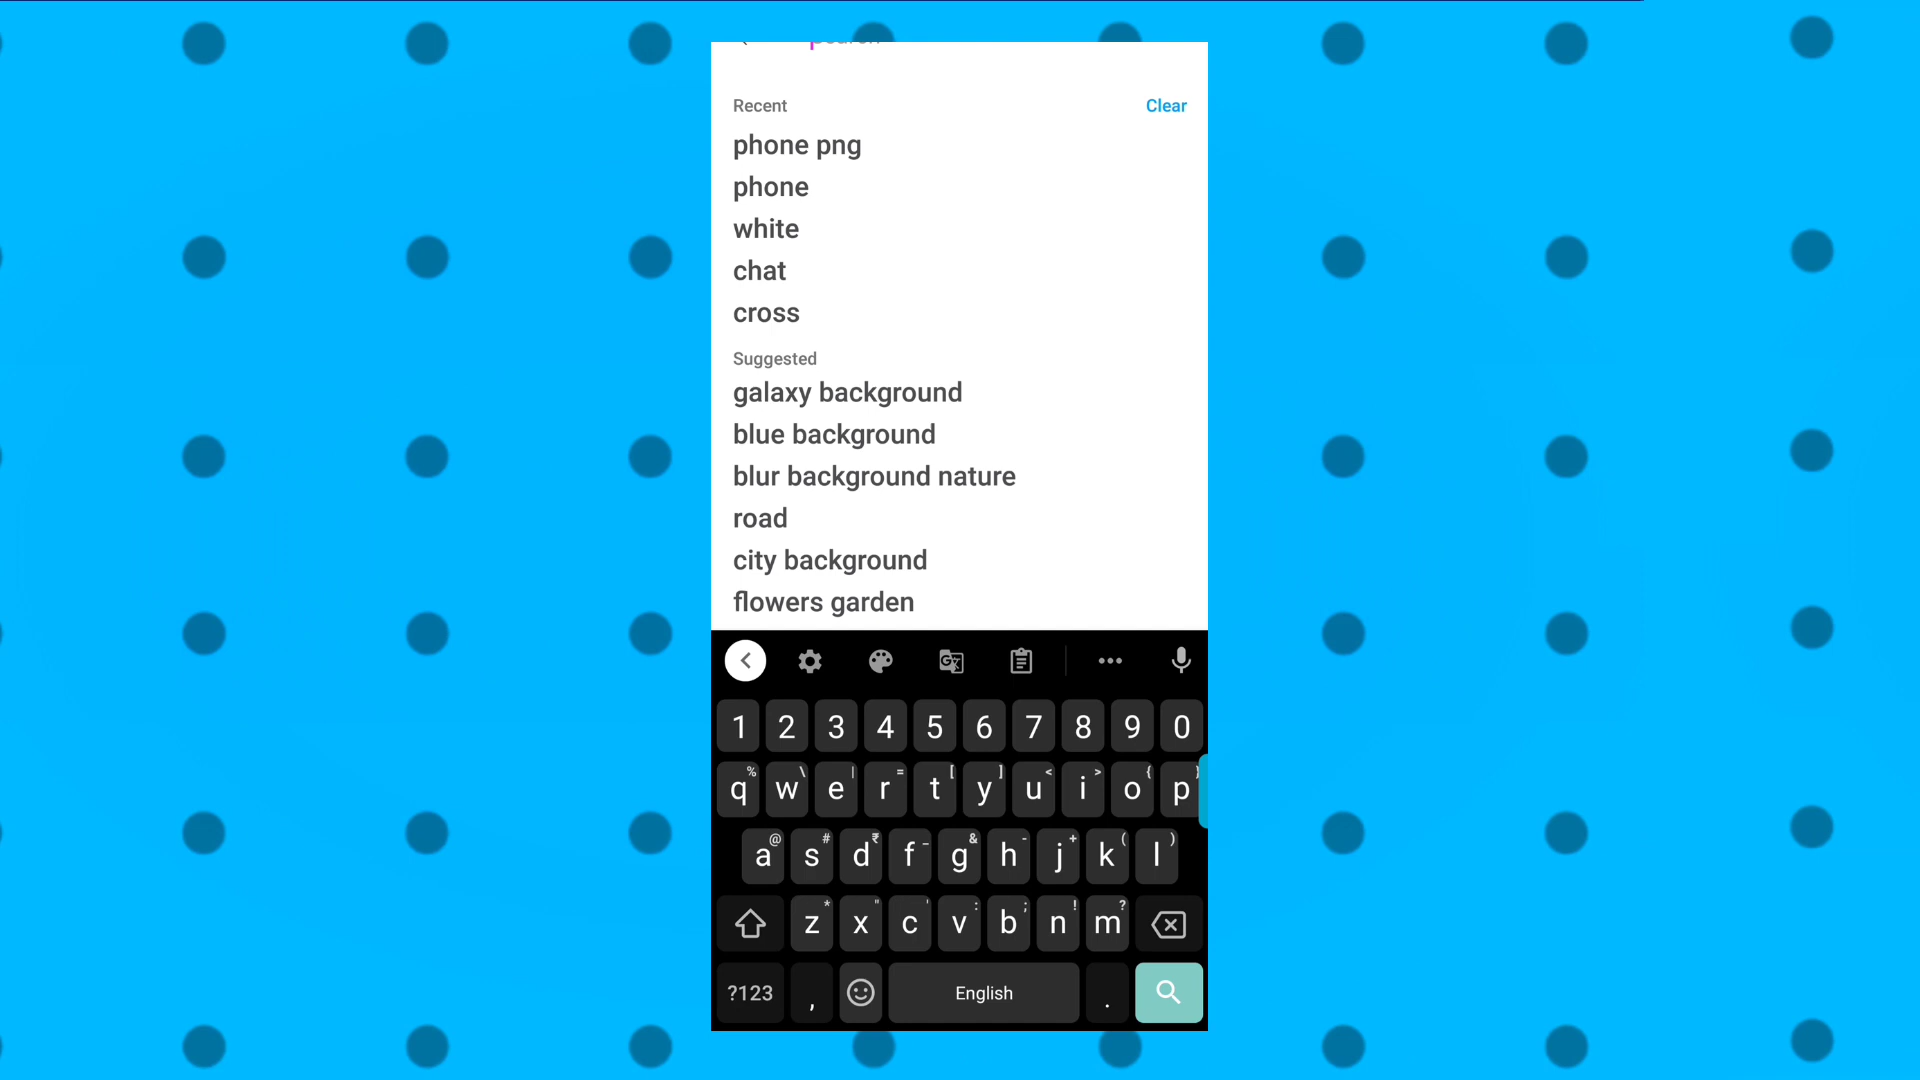 Recent Clear
phone png
phone
white
chat
cross
Suggested
galaxy background
blue background
blur background nature
road
city background
flowers garden
1 2 3 4 5 6 7 8 9 0
% \ | = [ ] < > { }
q w e r t y u i o p
@ # ₹ _ & - + ( )
a s d f g h j k l
* " ' : ; ! ?
z x c v b n m
?123 , English .